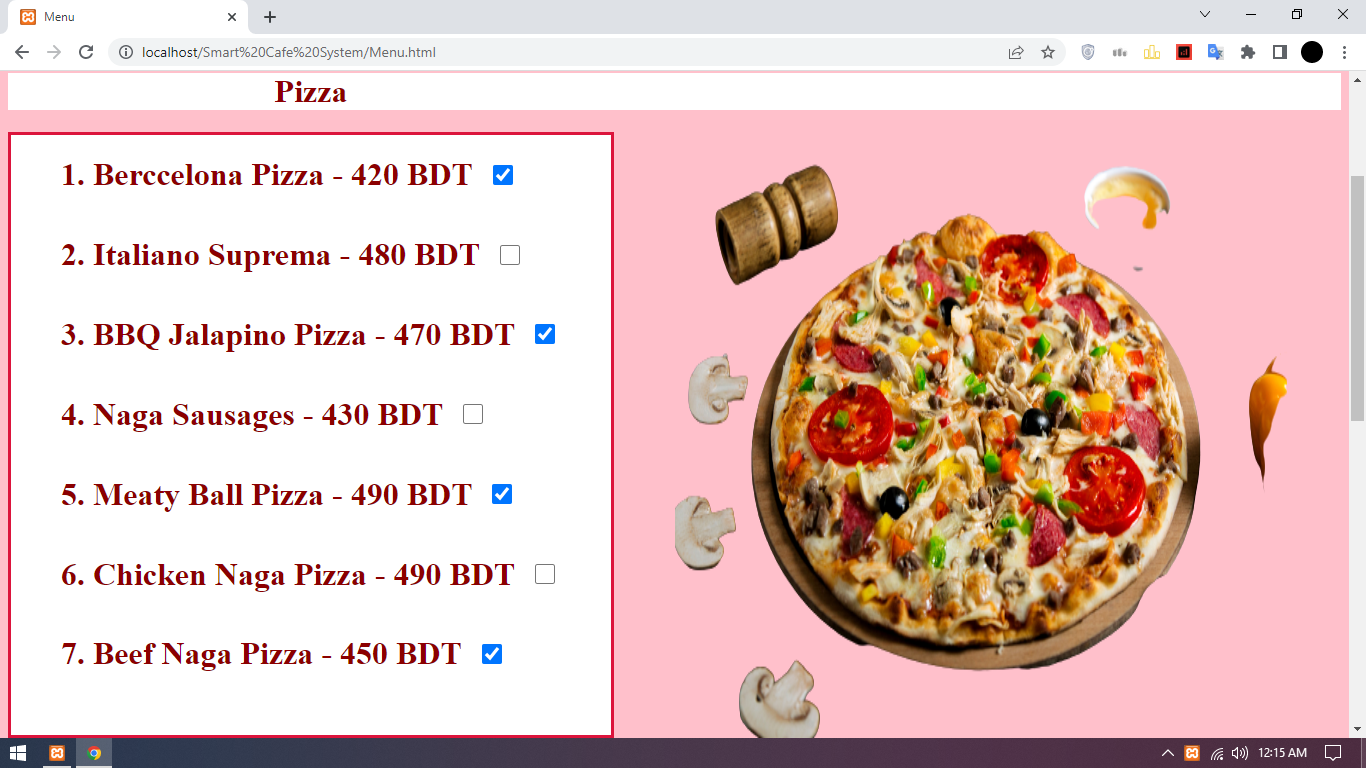 Menu
localhost/Smart%20Cafe%20System/Menu.html
Pizza
1. Berccelona Pizza - 420 BDT
2. Italiano Suprema - 480 BDT
3. BBQ Jalapino Pizza - 470 BDT
4. Naga Sausages - 430 BDT
5. Meaty Ball Pizza - 490 BDT
6. Chicken Naga Pizza - 490 BDT
7. Beef Naga Pizza - 450 BDT
12:15 AM